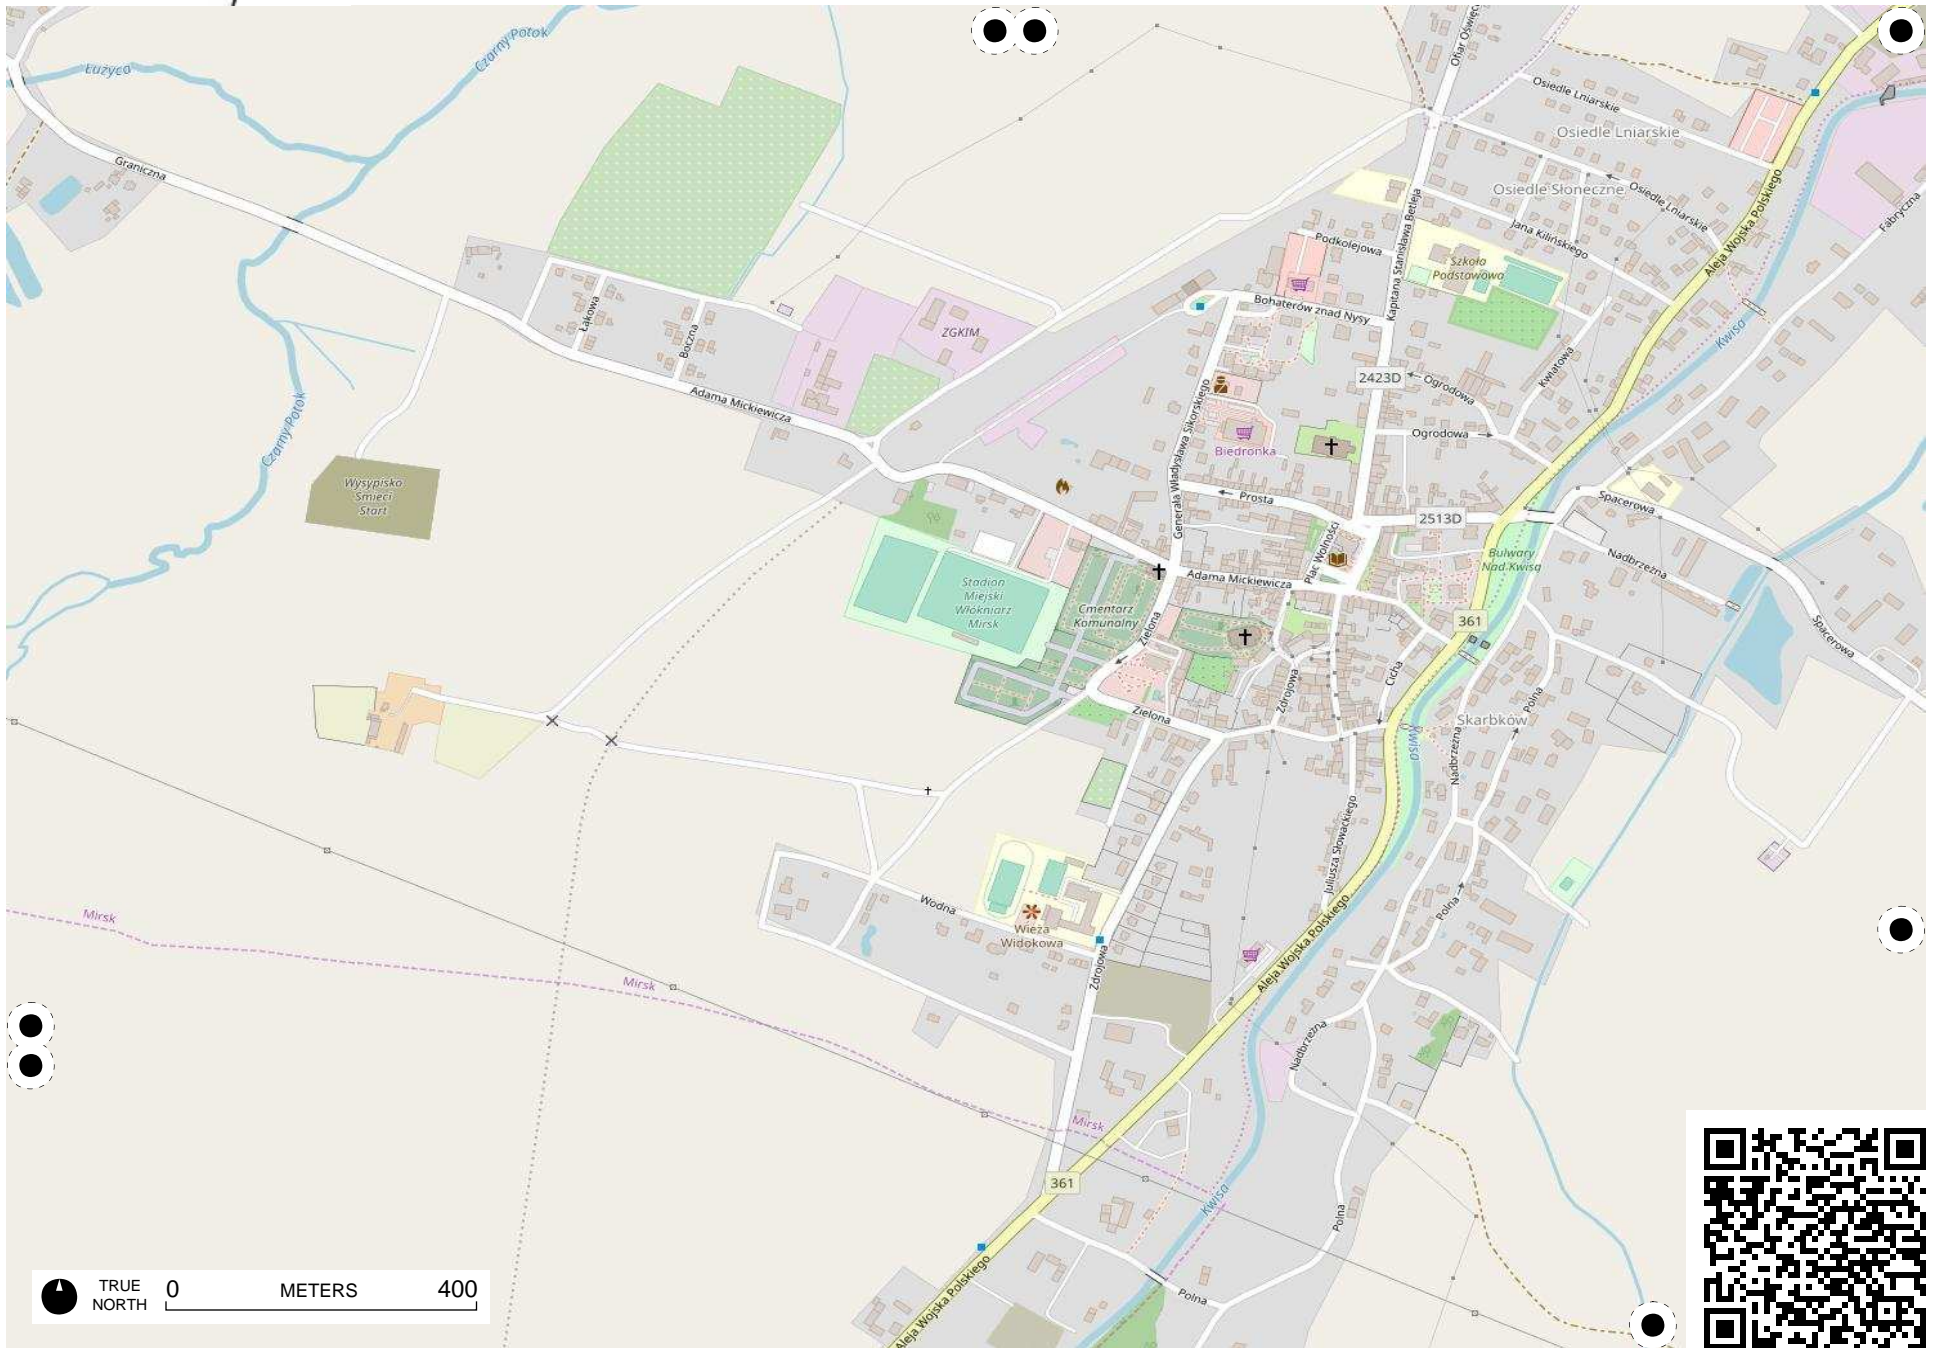 Ofiar Oświęc
Czarny Potok
Łużyca
Osiedle Lniarskie
Osiedle Lniarskie
Graniczna
Osiedle Słoneczne
Osiedle Lniarskie
Aleja Wojska Polskiego
Fabryczna
Kapitana Stanisława Betleja
Jana Kilińskiego
Podkolejowa
Szkoła
Podstawowa
Bohaterów znad Nysy
Łąkowa
Boczna
ZGKIM
Kwisa
Kwiatowa
2423D
Ogrodowa
Adama Mickiewicza
Generała Władysława Sikorskiego
Ogrodowa
Biedronka
Czarny Potok
Wysypisko
Śmieci
Start
Prosta
Spacerowa
2513D
Plac Wolności
Bulwary
Nad Kwisą
Nadbrzeżna
Adama Mickiewicza
Stadion
Miejski
Włókniarz
Mirsk
Cmentarz
Komunalny
Zielona
361
Spacerowa
Cicha
Zdrojowa
Polna
Zielona
Skarbków
Kwisa
Nadbrzeżna
Juliusza Słowackiego
Wodna
Polna
Mirsk
Wieża
Widokowa
Zdrojowa
Aleja Wojska Polskiego
Mirsk
Nadbrzeżna
Mirsk
361
Kwisa
Polna
Aleja Wojska Polskiego
Polna
TRUE
NORTH
0 METERS 400